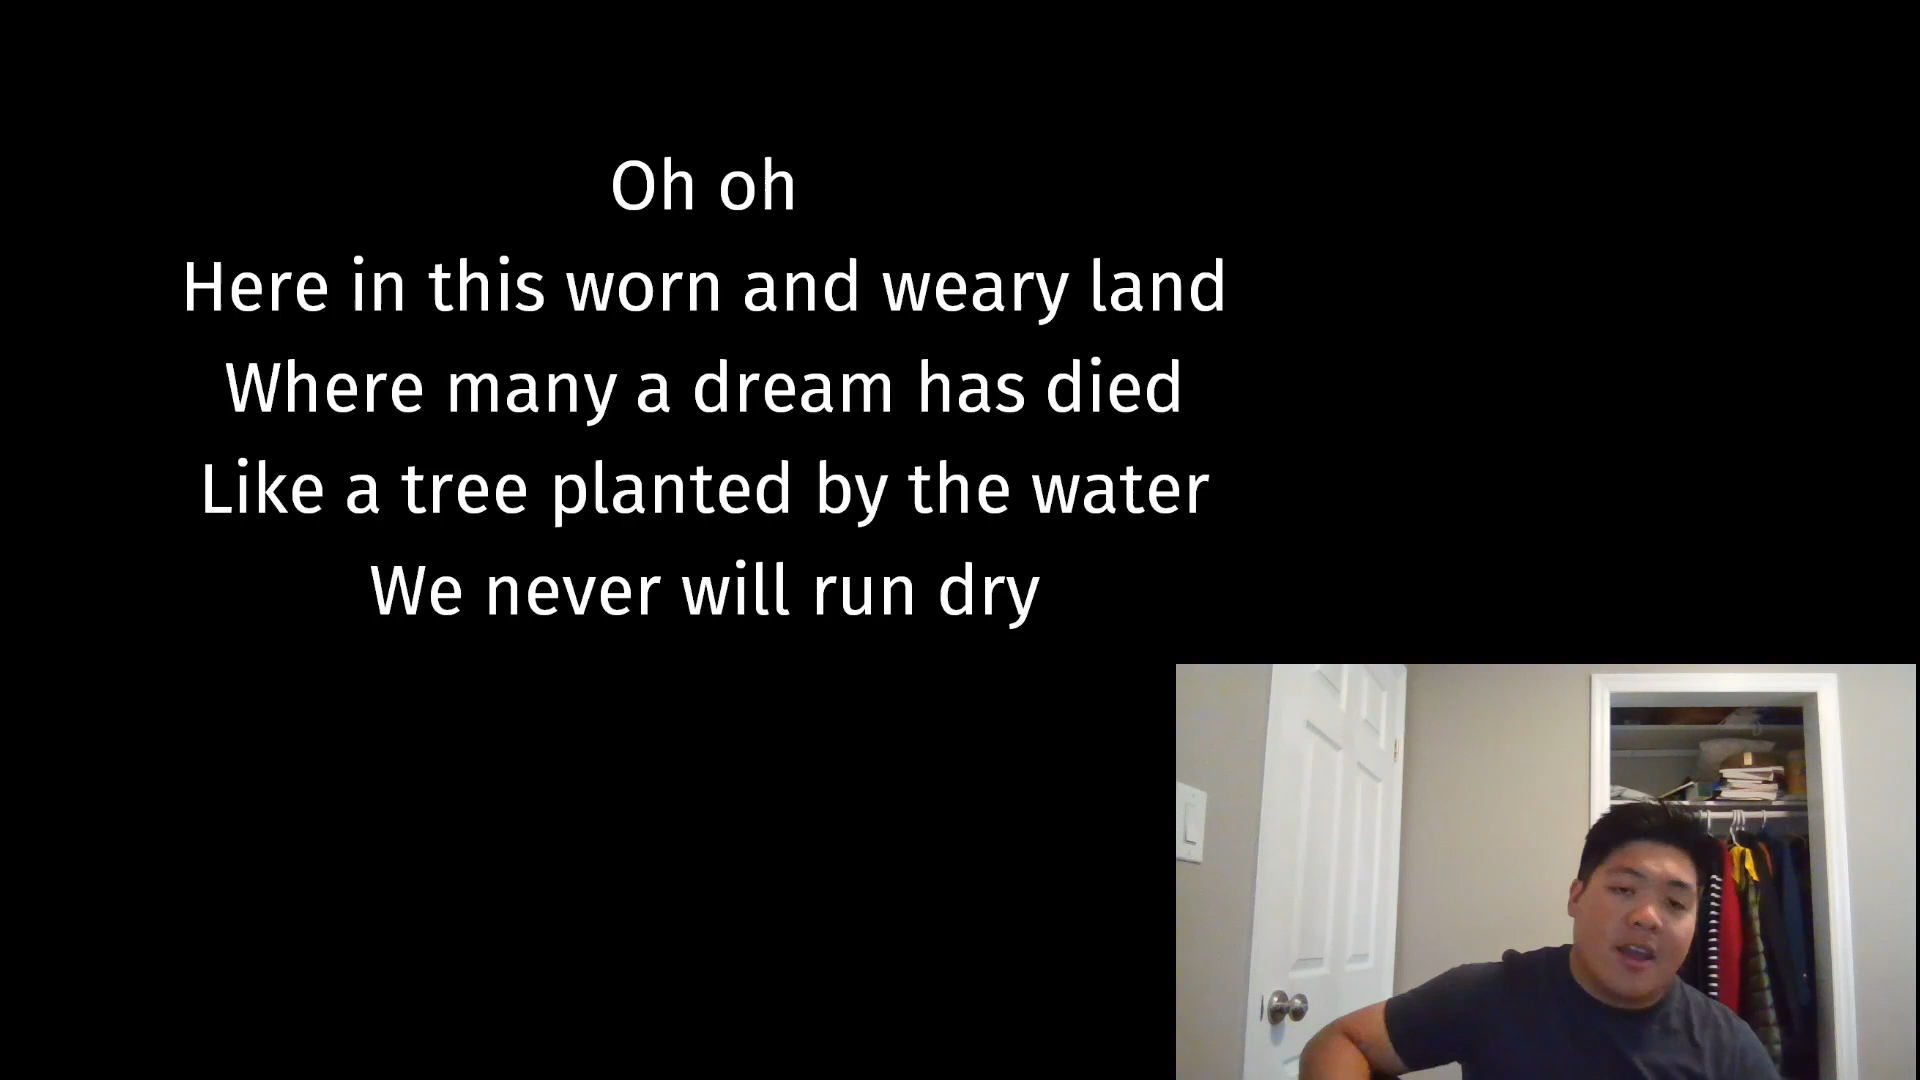 Oh oh
Here in this worn and weary land
Where many a dream has died
Like a tree planted by the water
We never will run dry